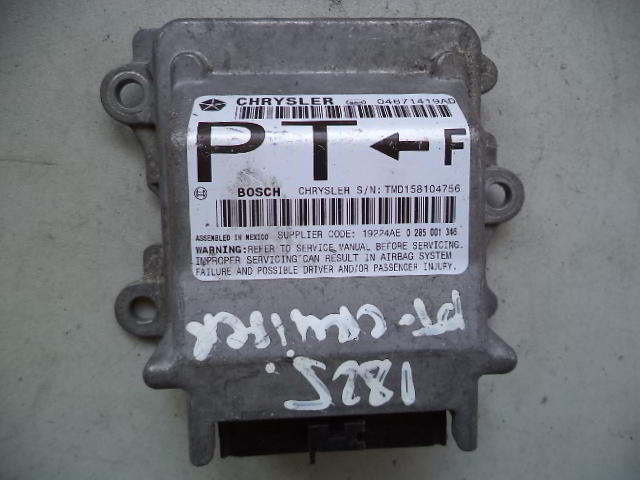 CHRYSLER 04671419AD
PT ← F
BOSCH CHRYSLER S/N: TMD158104756
ASSEMBLED IN MEXICO SUPPLIER CODE: 19224AE 0 285 001 346
WARNING: REFER TO SERVICE MANUAL BEFORE SERVICING.
IMPROPER SERVICING CAN RESULT IN AIRBAG SYSTEM
FAILURE AND POSSIBLE DRIVER AND/OR PASSENGER INJURY.
PT-CRUISER
1825.